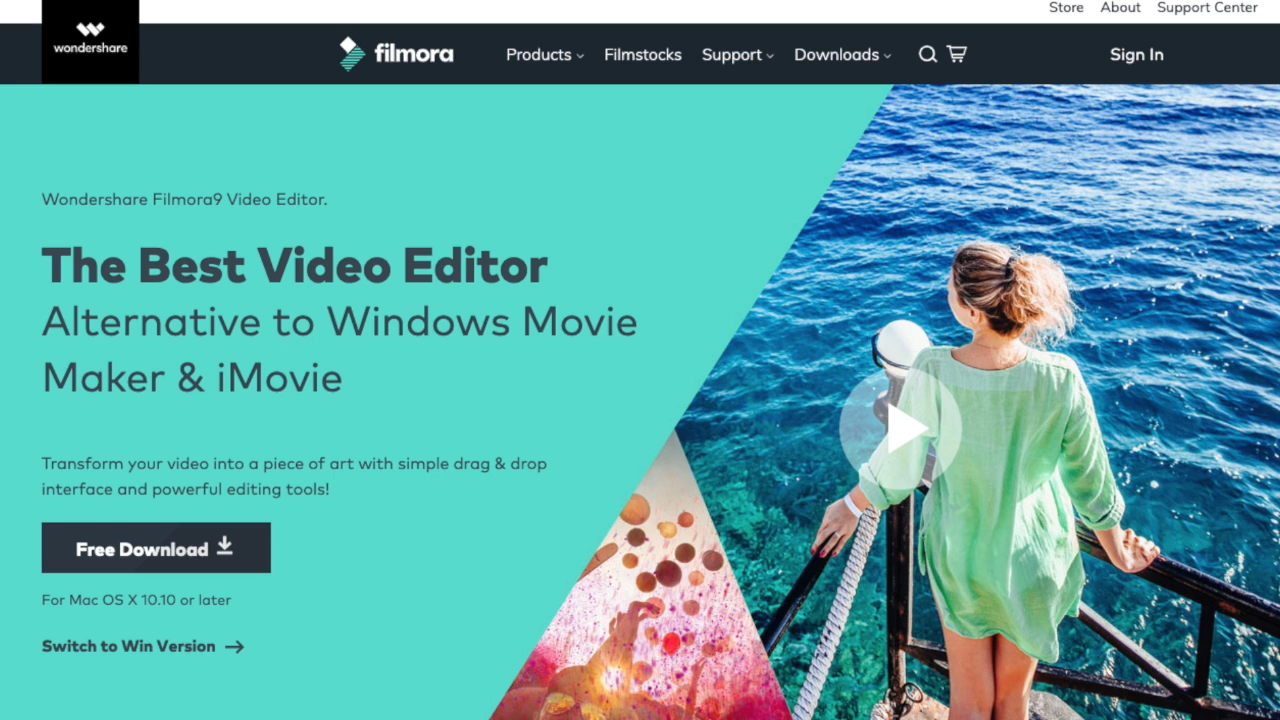 Store About Support Center
wondershare
filmora
Products Filmstocks Support Downloads Sign In
Wondershare Filmora9 Video Editor.
The Best Video Editor
Alternative to Windows Movie
Maker & iMovie
Transform your video into a piece of art with simple drag & drop
interface and powerful editing tools!
Free Download
For Mac OS X 10.10 or later
Switch to Win Version